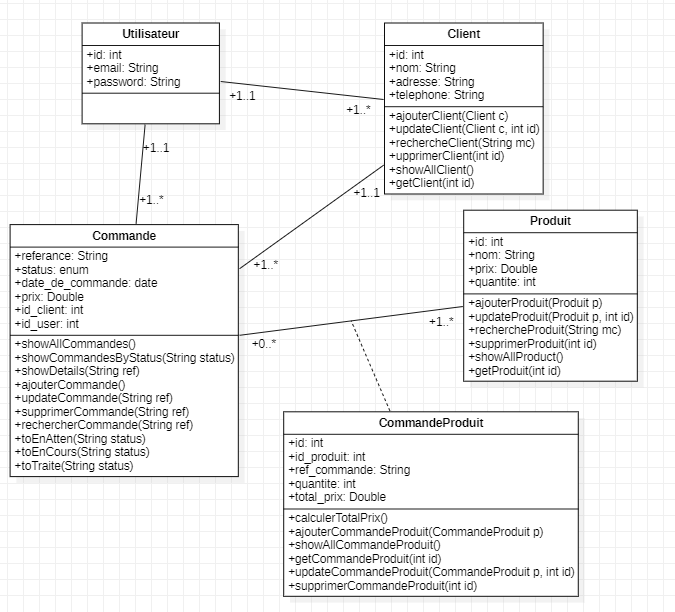 Utilisateur
+id: int
+email: String
+password: String
Client
+id: int
+nom: String
+adresse: String
+telephone: String
+ajouterClient(Client c)
+updateClient(Client c, int id)
+rechercheClient(String mc)
+upprimerClient(int id)
+showAllClient()
+getClient(int id)
+1..1
+1..*
+1..1
+1..*
+1..1
+1..*
Commande
+referance: String
+status: enum
+date_de_commande: date
+prix: Double
+id_client: int
+id_user: int
+showAllCommandes()
+showCommandesByStatus(String status)
+showDetails(String ref)
+ajouterCommande()
+updateCommande(String ref)
+supprimerCommande(String ref)
+rechercherCommande(String ref)
+toEnAtten(String status)
+toEnCours(String status)
+toTraite(String status)
Produit
+id: int
+nom: String
+prix: Double
+quantite: int
+ajouterProduit(Produit p)
+updateProduit(Produit p, int id)
+rechercheProduit(String mc)
+supprimerProduit(int id)
+showAllProduct()
+getProduit(int id)
+0..*
+1..*
CommandeProduit
+id: int
+id_produit: int
+ref_commande: String
+quantite: int
+total_prix: Double
+calculerTotalPrix()
+ajouterCommandeProduit(CommandeProduit p)
+showAllCommandeProduit()
+getCommandeProduit(int id)
+updateCommandeProduit(CommandeProduit p, int id)
+supprimerCommandeProduit(int id)